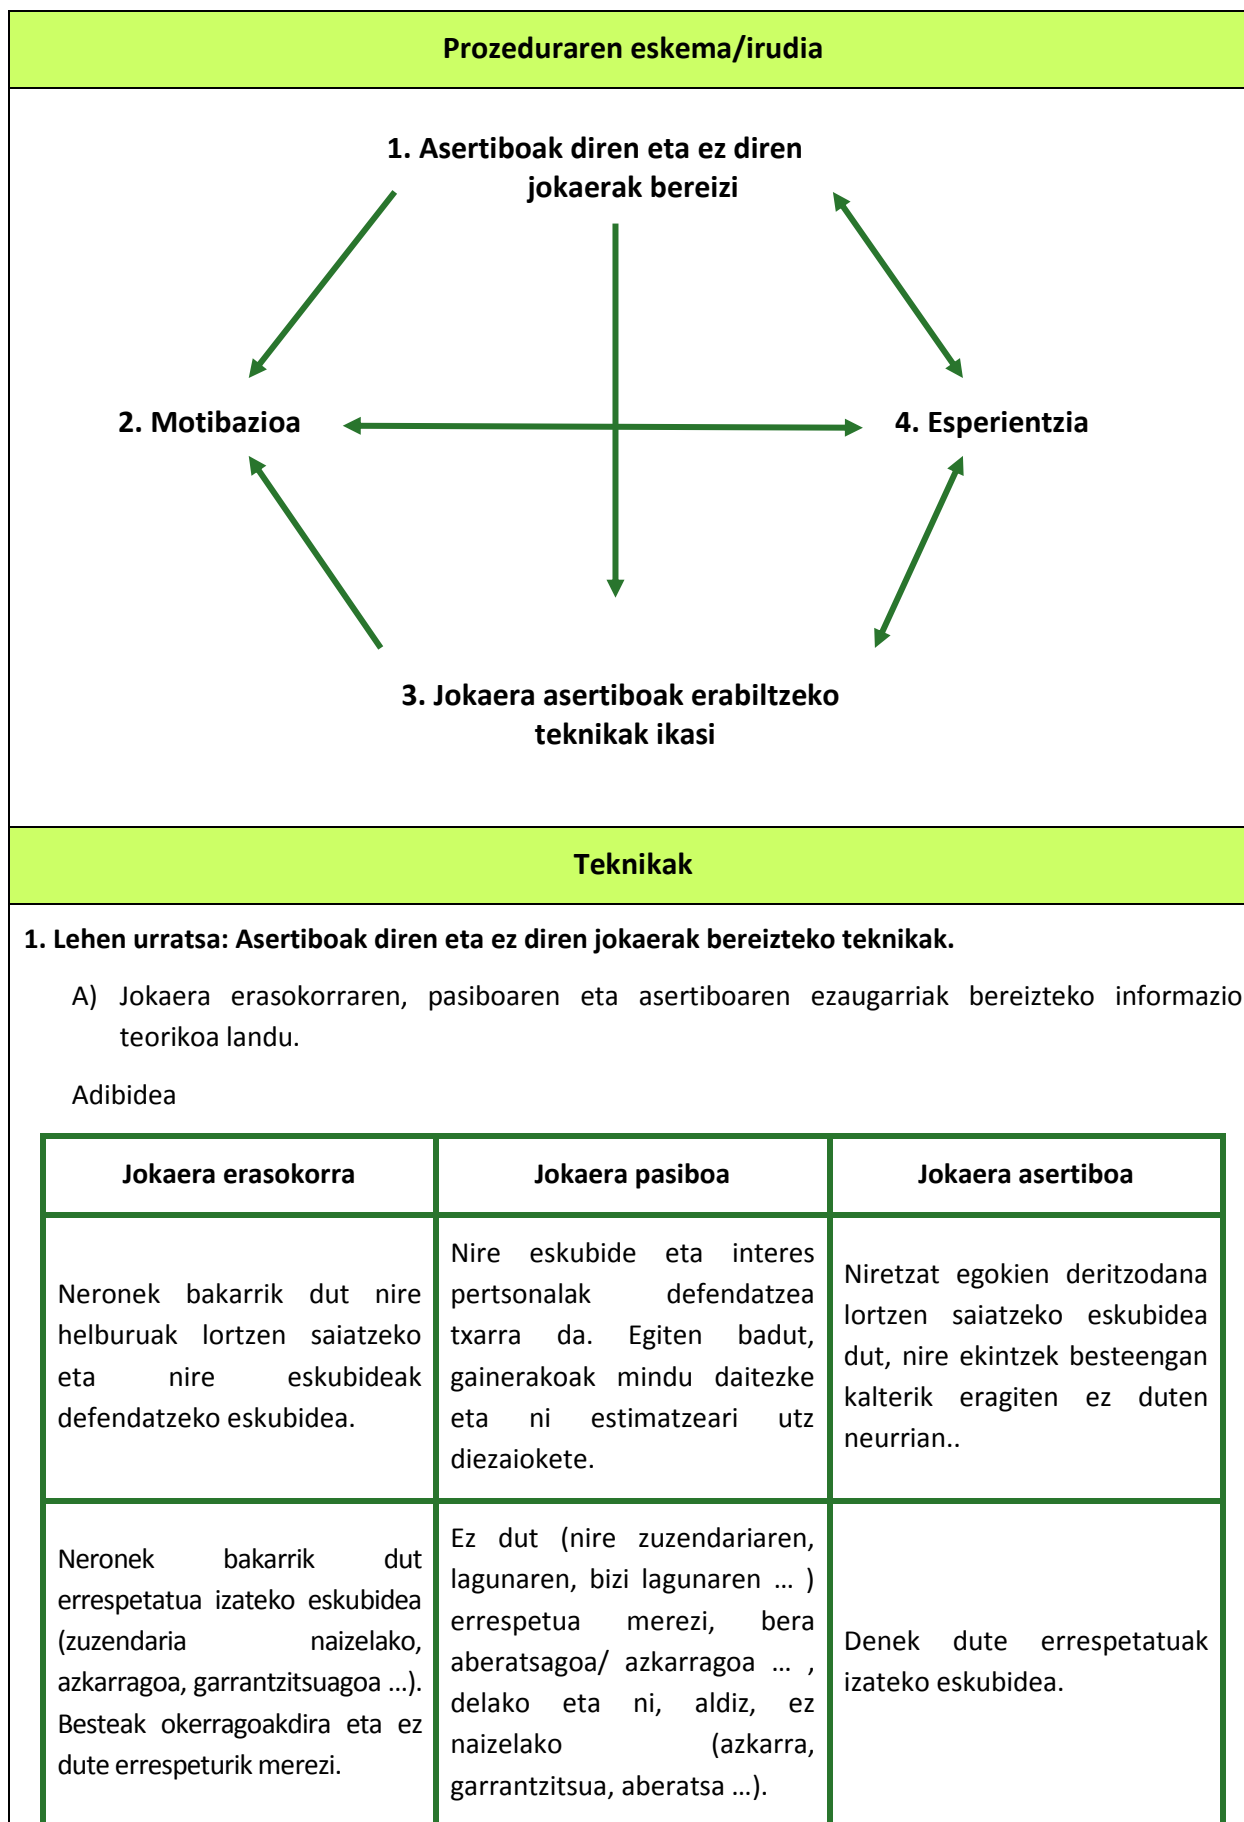 Prozeduraren eskema/irudia
1. Asertiboak diren eta ez diren
jokaerak bereizi
2. Motibazioa
4. Esperientzia
3. Jokaera asertiboak erabiltzeko
teknikak ikasi
Teknikak
1. Lehen urratsa: Asertiboak diren eta ez diren jokaerak bereizteko teknikak.
A) Jokaera erasokorraren, pasiboaren eta asertiboaren ezaugarriak bereizteko informazio
teorikoa landu.
Adibidea
Jokaera erasokorra
Jokaera pasiboa
Jokaera asertiboa
Neronek bakarrik dut nire
helburuak lortzen saiatzeko
eta nire eskubideak
defendatzeko eskubidea.
Nire eskubide eta interes
pertsonalak defendatzea
txarra da. Egiten badut,
gainerakoak mindu daitezke
eta ni estimatzeari utz
diezaiokete.
Niretzat egokien deritzodana
lortzen saiatzeko eskubidea
dut, nire ekintzek besteengan
kalterik eragiten ez duten
neurrian..
Neronek bakarrik dut
errespetatua izateko eskubidea
(zuzendaria naizelako,
azkarragoa, garrantzitsuagoa ...).
Besteak okerragoakdira eta ez
dute errespeturik merezi.
Ez dut (nire zuzendariaren,
lagunaren, bizi lagunaren ... )
errespetua merezi, bera
aberatsagoa/ azkarragoa ... ,
delako eta ni, aldiz, ez
naizelako (azkarra,
garrantzitsua, aberatsa ...).
Denek dute errespetatuak
izateko eskubidea.